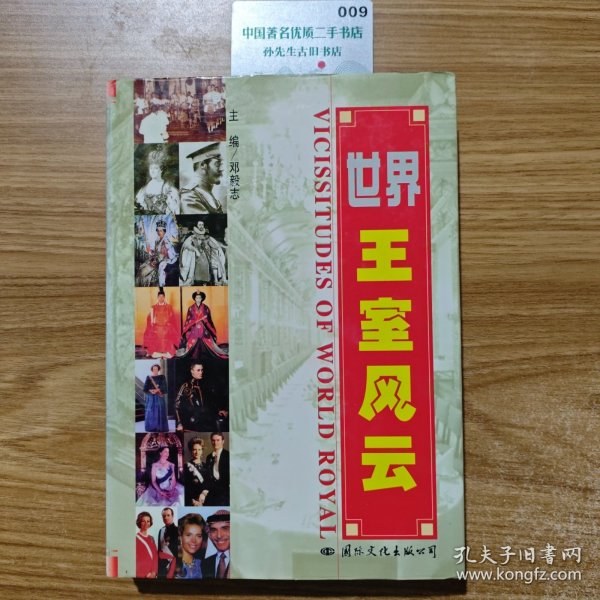 009
中国著名优质二手书店
孙先生古旧书店
主编/邓毅志
VICISSITUDES OF WORLD ROYAL
世界
王室风云
国际文化出版公司
孔夫子旧书网
www.kongfz.com